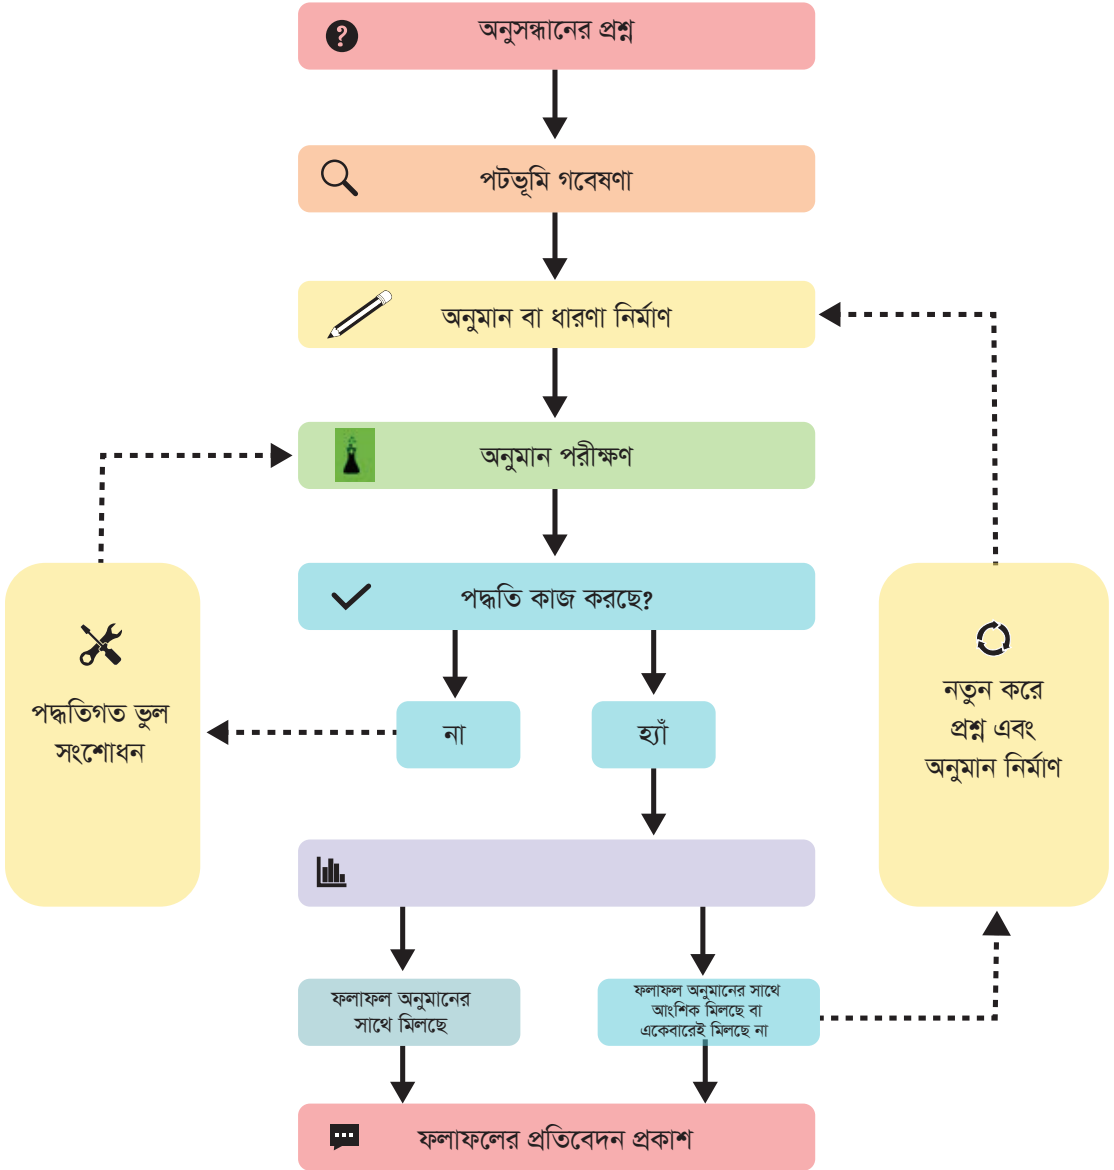 অনুসন্ধানের প্রশ্ন
পটভূমি গবেষণা
অনুমান বা ধারণা নির্মাণ
অনুমান পরীক্ষণ
পদ্ধতি কাজ করছে?
না
হ্যাঁ
পদ্ধতিগত ভুল
সংশোধন
নতুন করে
প্রশ্ন এবং
অনুমান নির্মাণ
ফলাফল অনুমানের
সাথে মিলছে
ফলাফল অনুমানের সাথে
আংশিক মিলছে বা
একেবারেই মিলছে না
ফলাফলের প্রতিবেদন প্রকাশ